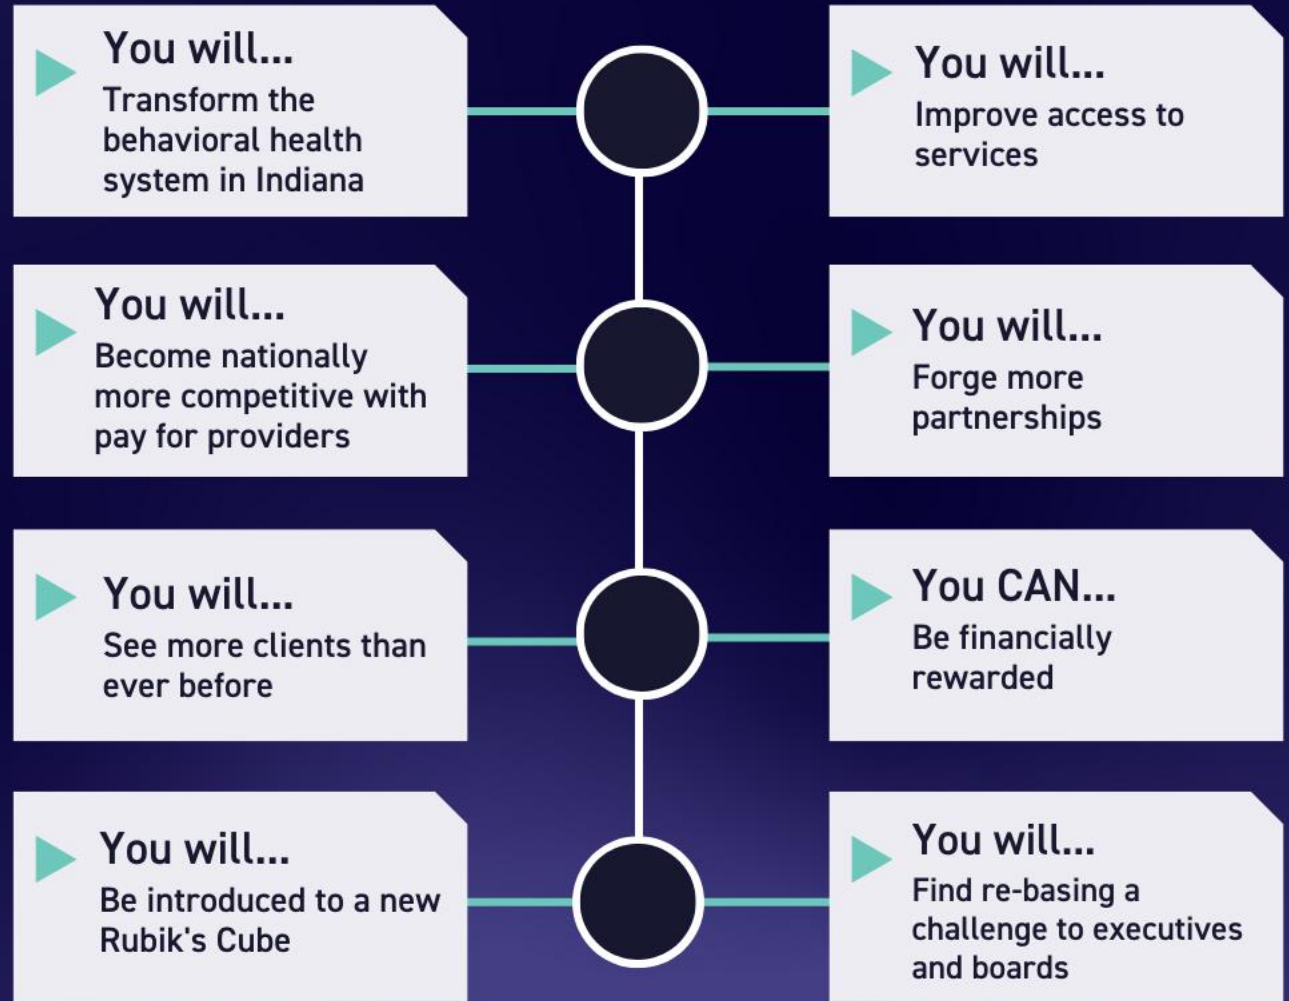 You will...
Transform the
behavioral health
system in Indiana
You will...
Improve access to
services
You will...
Become nationally
more competitive with
pay for providers
You will...
Forge more
partnerships
You will...
See more clients than
ever before
You CAN...
Be financially
rewarded
You will...
Be introduced to a new
Rubik's Cube
You will...
Find re-basing a
challenge to executives
and boards